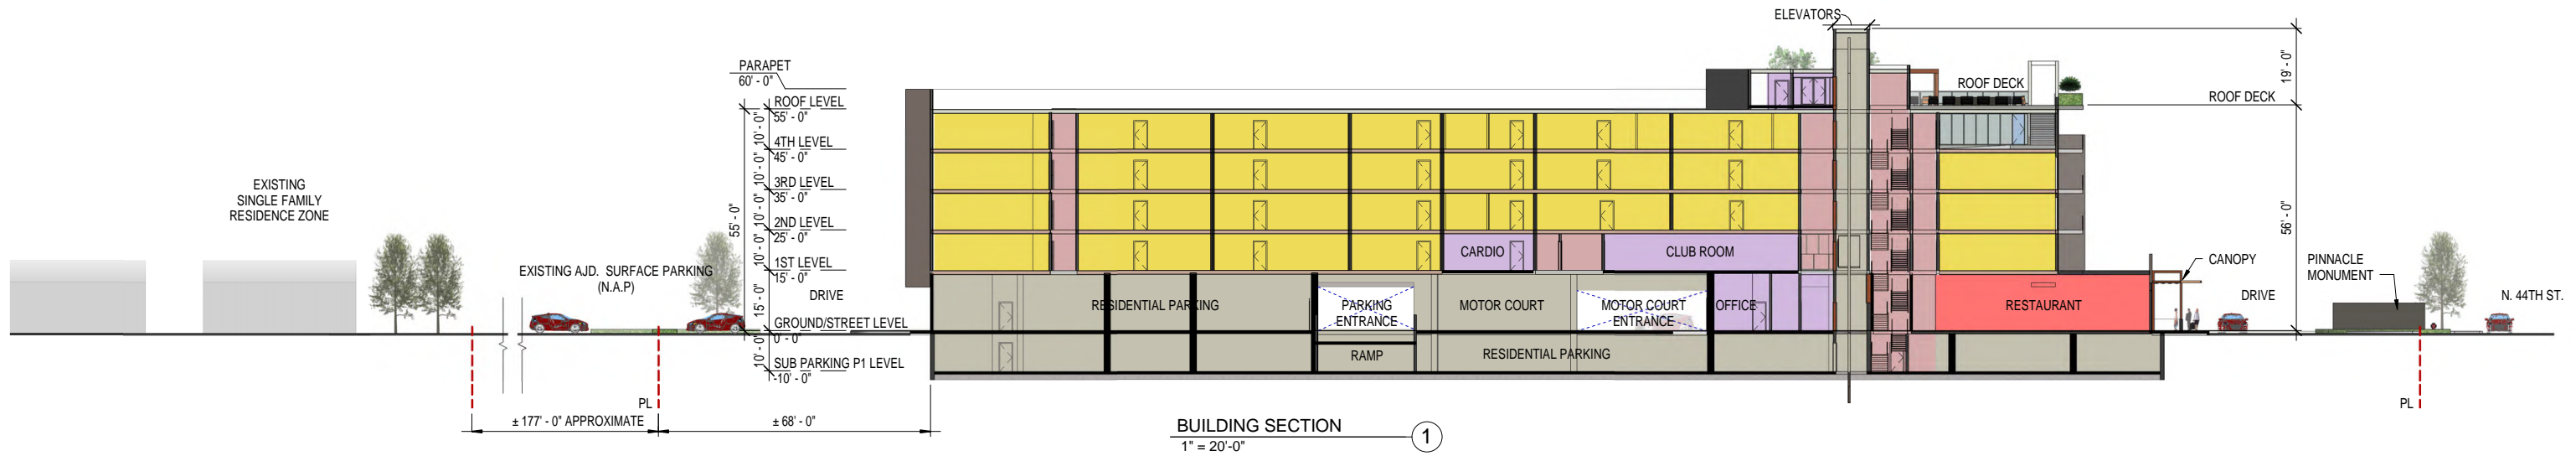 ELEVATORS
PARAPET
60' - 0"
ROOF LEVEL
55' - 0"
4TH LEVEL
45' - 0"
3RD LEVEL
35' - 0"
2ND LEVEL
25' - 0"
1ST LEVEL
15' - 0"
GROUND/STREET LEVEL
0' - 0"
SUB PARKING P1 LEVEL
-10' - 0"
10' - 0"
10' - 0"
10' - 0"
10' - 0"
15' - 0"
10' - 0"
55' - 0"
EXISTING
SINGLE FAMILY
RESIDENCE ZONE
EXISTING AJD. SURFACE PARKING
(N.A.P)
DRIVE
PL
± 177' - 0" APPROXIMATE
± 68' - 0"
CARDIO
CLUB ROOM
RESIDENTIAL PARKING
PARKING
ENTRANCE
MOTOR COURT
MOTOR COURT
ENTRANCE
OFFICE
RESTAURANT
RAMP
RESIDENTIAL PARKING
ROOF DECK
ROOF DECK
19' - 0"
56' - 0"
CANOPY
DRIVE
PINNACLE
MONUMENT
N. 44TH ST.
PL
BUILDING SECTION
1" = 20'-0"
1